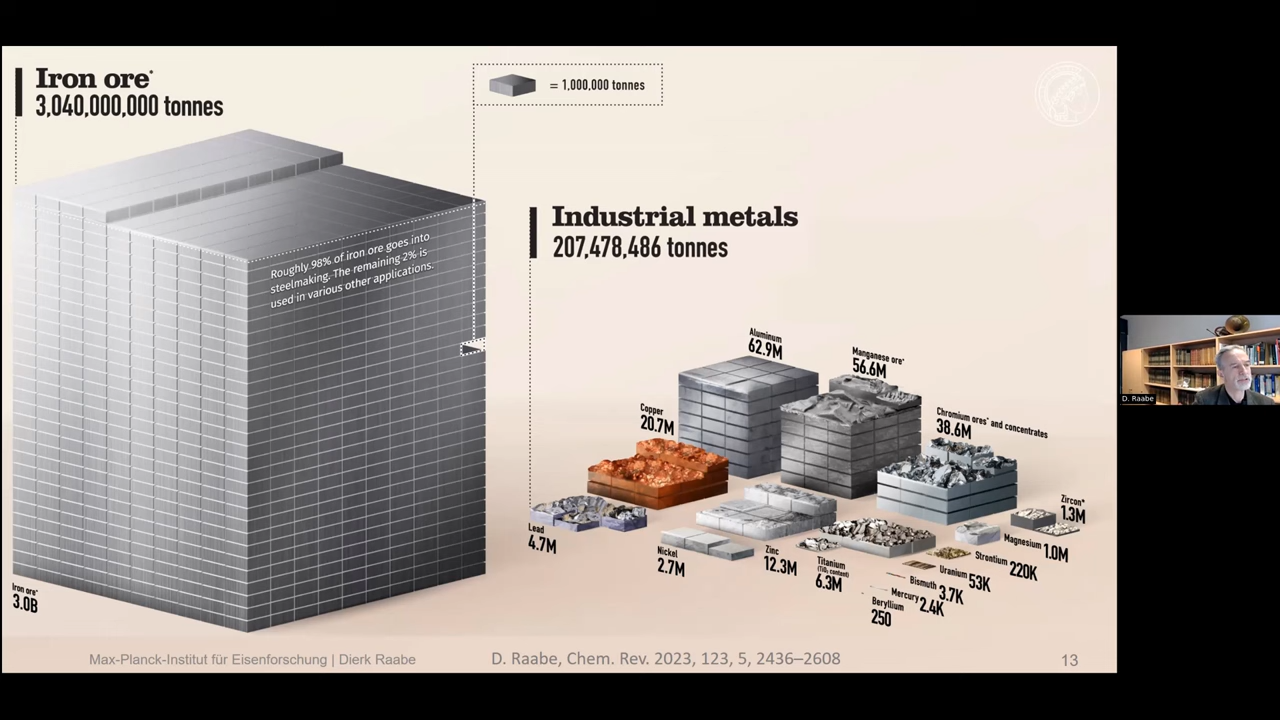 Iron ore*
3,040,000,000 tonnes
= 1,000,000 tonnes
Roughly 98% of iron ore goes into
steelmaking. The remaining 2% is
used in various other applications.
Iron ore*
3.0B
Industrial metals
207,478,486 tonnes
Aluminum
62.9M
Manganese ore*
56.6M
Copper
20.7M
Chromium ores* and concentrates
38.6M
Zircon*
1.3M
Lead
4.7M
Nickel
2.7M
Zinc
12.3M
Titanium
(TiO₂ content)
6.3M
Magnesium 1.0M
Strontium 220K
Uranium 53K
Bismuth 3.7K
Mercury 2.4K
Beryllium
250
D. Raabe
Max-Planck-Institut für Eisenforschung | Dierk Raabe
D. Raabe, Chem. Rev. 2023, 123, 5, 2436–2608
13